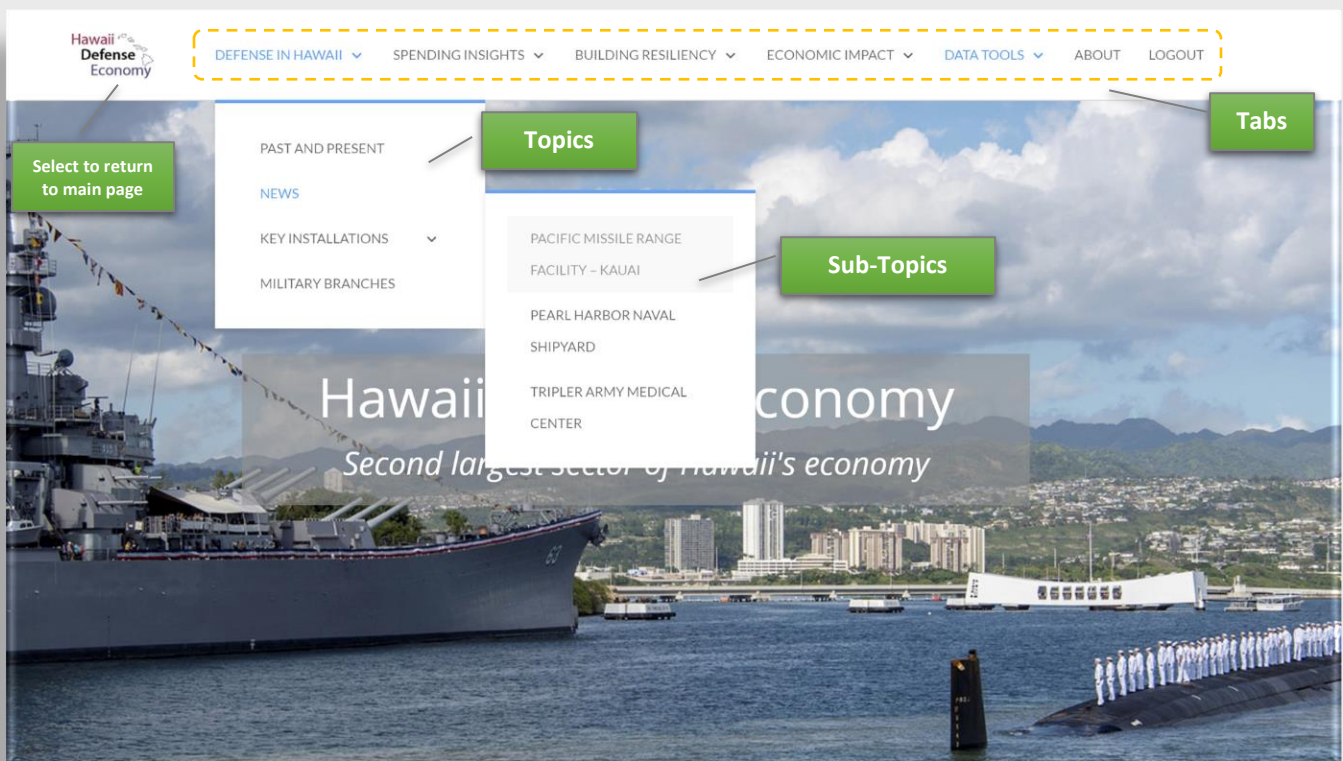 Hawaii
Defense
Economy
DEFENSE IN HAWAII
SPENDING INSIGHTS
BUILDING RESILIENCY
ECONOMIC IMPACT
DATA TOOLS
ABOUT
LOGOUT
Tabs
Select to return
to main page
Topics
PAST AND PRESENT
NEWS
KEY INSTALLATIONS
MILITARY BRANCHES
Sub-Topics
PACIFIC MISSILE RANGE
FACILITY – KAUAI
PEARL HARBOR NAVAL
SHIPYARD
TRIPLER ARMY MEDICAL
CENTER
Hawaii conomy
Second largest sector of Hawaii's economy
63